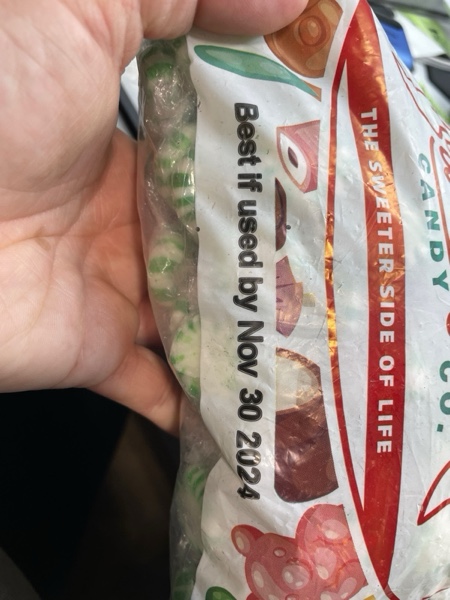 CANDY CO.
THE SWEETER SIDE OF LIFE
Best if used by Nov 30 2024